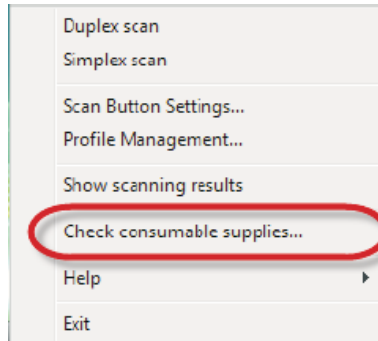 Duplex scan
Simplex scan
Scan Button Settings...
Profile Management...
Show scanning results
Check consumable supplies...
Help
Exit